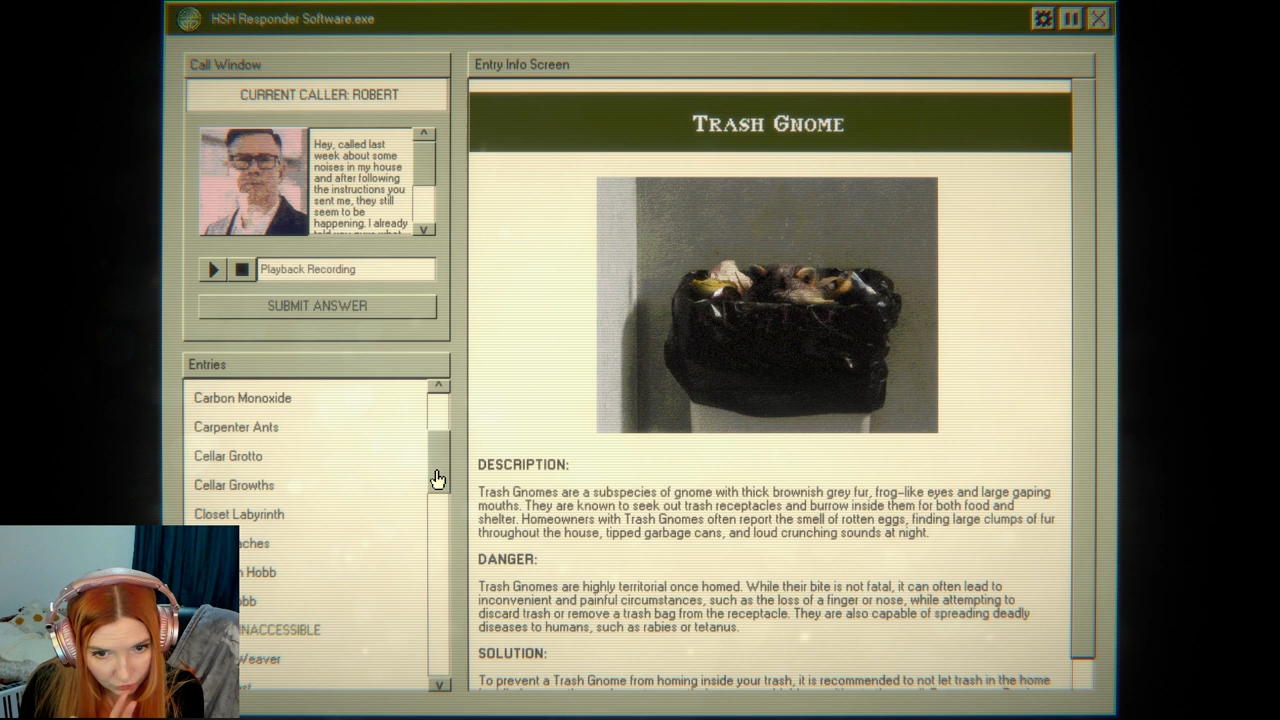 HSH Responder Software.exe
Call Window
CURRENT CALLER: ROBERT
Hey, called last
week about some
noises in my house
and after following
the instructions you
sent me, they still
seem to be
happening. I already
Playback Recording
SUBMIT ANSWER
Entries
Carbon Monoxide
Carpenter Ants
Cellar Grotto
Cellar Growths
Closet Labyrinth
aches
Hobb
obb
INACCESSIBLE
Weaver
Entry Info Screen
Trash Gnome
DESCRIPTION:
Trash Gnomes are a subspecies of gnome with thick brownish grey fur, frog-like eyes and large gaping
mouths. They are known to seek out trash receptacles and burrow inside them for both food and
shelter. Homeowners with Trash Gnomes often report the smell of rotten eggs, finding large clumps of fur
throughout the house, tipped garbage cans, and loud crunching sounds at night.
DANGER:
Trash Gnomes are highly territorial once homed. While their bite is not fatal, it can often lead to
inconvenient and painful circumstances, such as the loss of a finger or nose, while attempting to
discard trash or remove a trash bag from the receptacle. They are also capable of spreading deadly
diseases to humans, such as rabies or tetanus.
SOLUTION:
To prevent a Trash Gnome from homing inside your trash, it is recommended to not let trash in the home